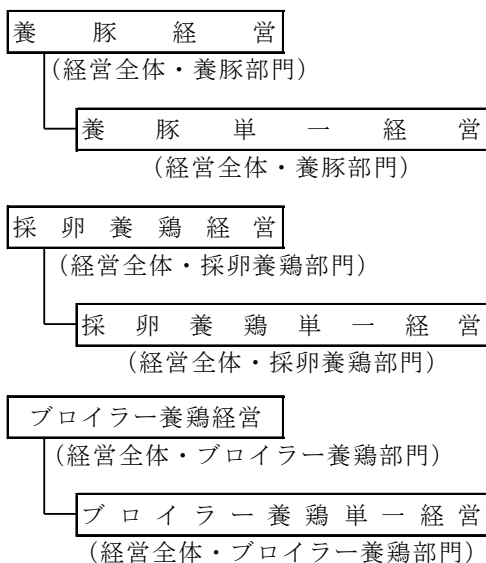 養豚経営
（経営全体・養豚部門）
養豚単一経営
（経営全体・養豚部門）
採卵養鶏経営
（経営全体・採卵養鶏部門）
採卵養鶏単一経営
（経営全体・採卵養鶏部門）
ブロイラー養鶏経営
（経営全体・ブロイラー養鶏部門）
ブロイラー養鶏単一経営
（経営全体・ブロイラー養鶏部門）